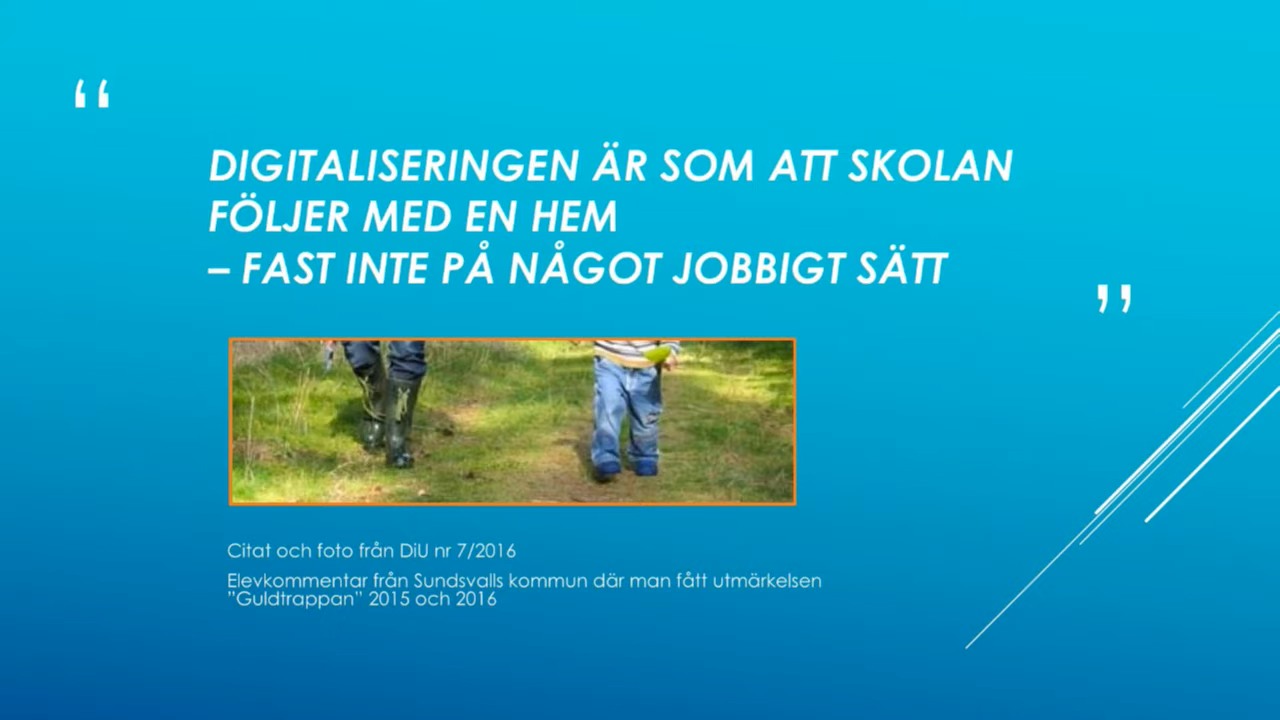 “
DIGITALISERINGEN ÄR SOM ATT SKOLAN
FÖLJER MED EN HEM
– FAST INTE PÅ NÅGOT JOBBIGT SÄTT
”
Citat och foto från DiU nr 7/2016
Elevkommentar från Sundsvalls kommun där man fått utmärkelsen
”Guldtrappan” 2015 och 2016